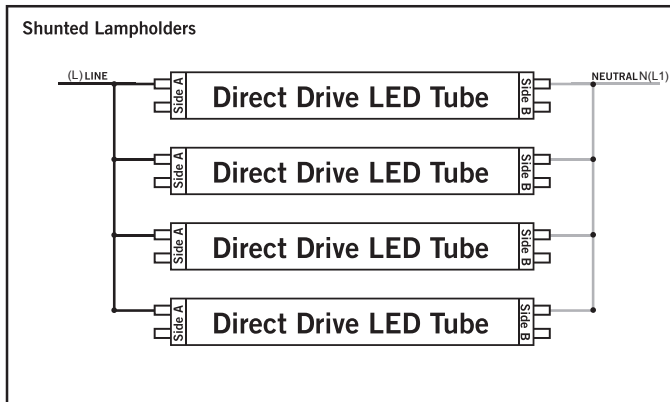 Shunted Lampholders
(L) LINE
NEUTRALN(L1)
Side A
Direct Drive LED Tube
Side B
Side A
Direct Drive LED Tube
Side B
Side A
Direct Drive LED Tube
Side B
Side A
Direct Drive LED Tube
Side B